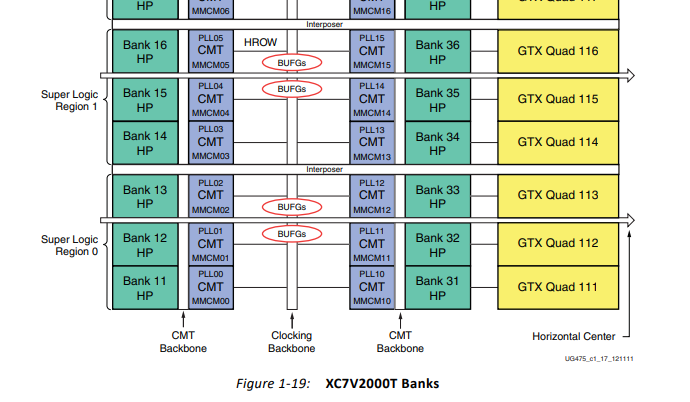 HP
MMCM06
MMCM16
HP
Interposer
Bank 16
HP
PLL05
CMT
MMCM05
HROW
BUFGs
PLL15
CMT
MMCM15
Bank 36
HP
GTX Quad 116
Super Logic
Region 1
Bank 15
HP
PLL04
CMT
MMCM04
BUFGs
PLL14
CMT
MMCM14
Bank 35
HP
GTX Quad 115
Bank 14
HP
PLL03
CMT
MMCM03
PLL13
CMT
MMCM13
Bank 34
HP
GTX Quad 114
Interposer
Bank 13
HP
PLL02
CMT
MMCM02
BUFGs
PLL12
CMT
MMCM12
Bank 33
HP
GTX Quad 113
Super Logic
Region 0
Bank 12
HP
PLL01
CMT
MMCM01
BUFGs
PLL11
CMT
MMCM11
Bank 32
HP
GTX Quad 112
Bank 11
HP
PLL00
CMT
MMCM00
PLL10
CMT
MMCM10
Bank 31
HP
GTX Quad 111
CMT
Backbone
Clocking
Backbone
CMT
Backbone
Horizontal Center
UG475_c1_17_121111
Figure 1-19: XC7V2000T Banks